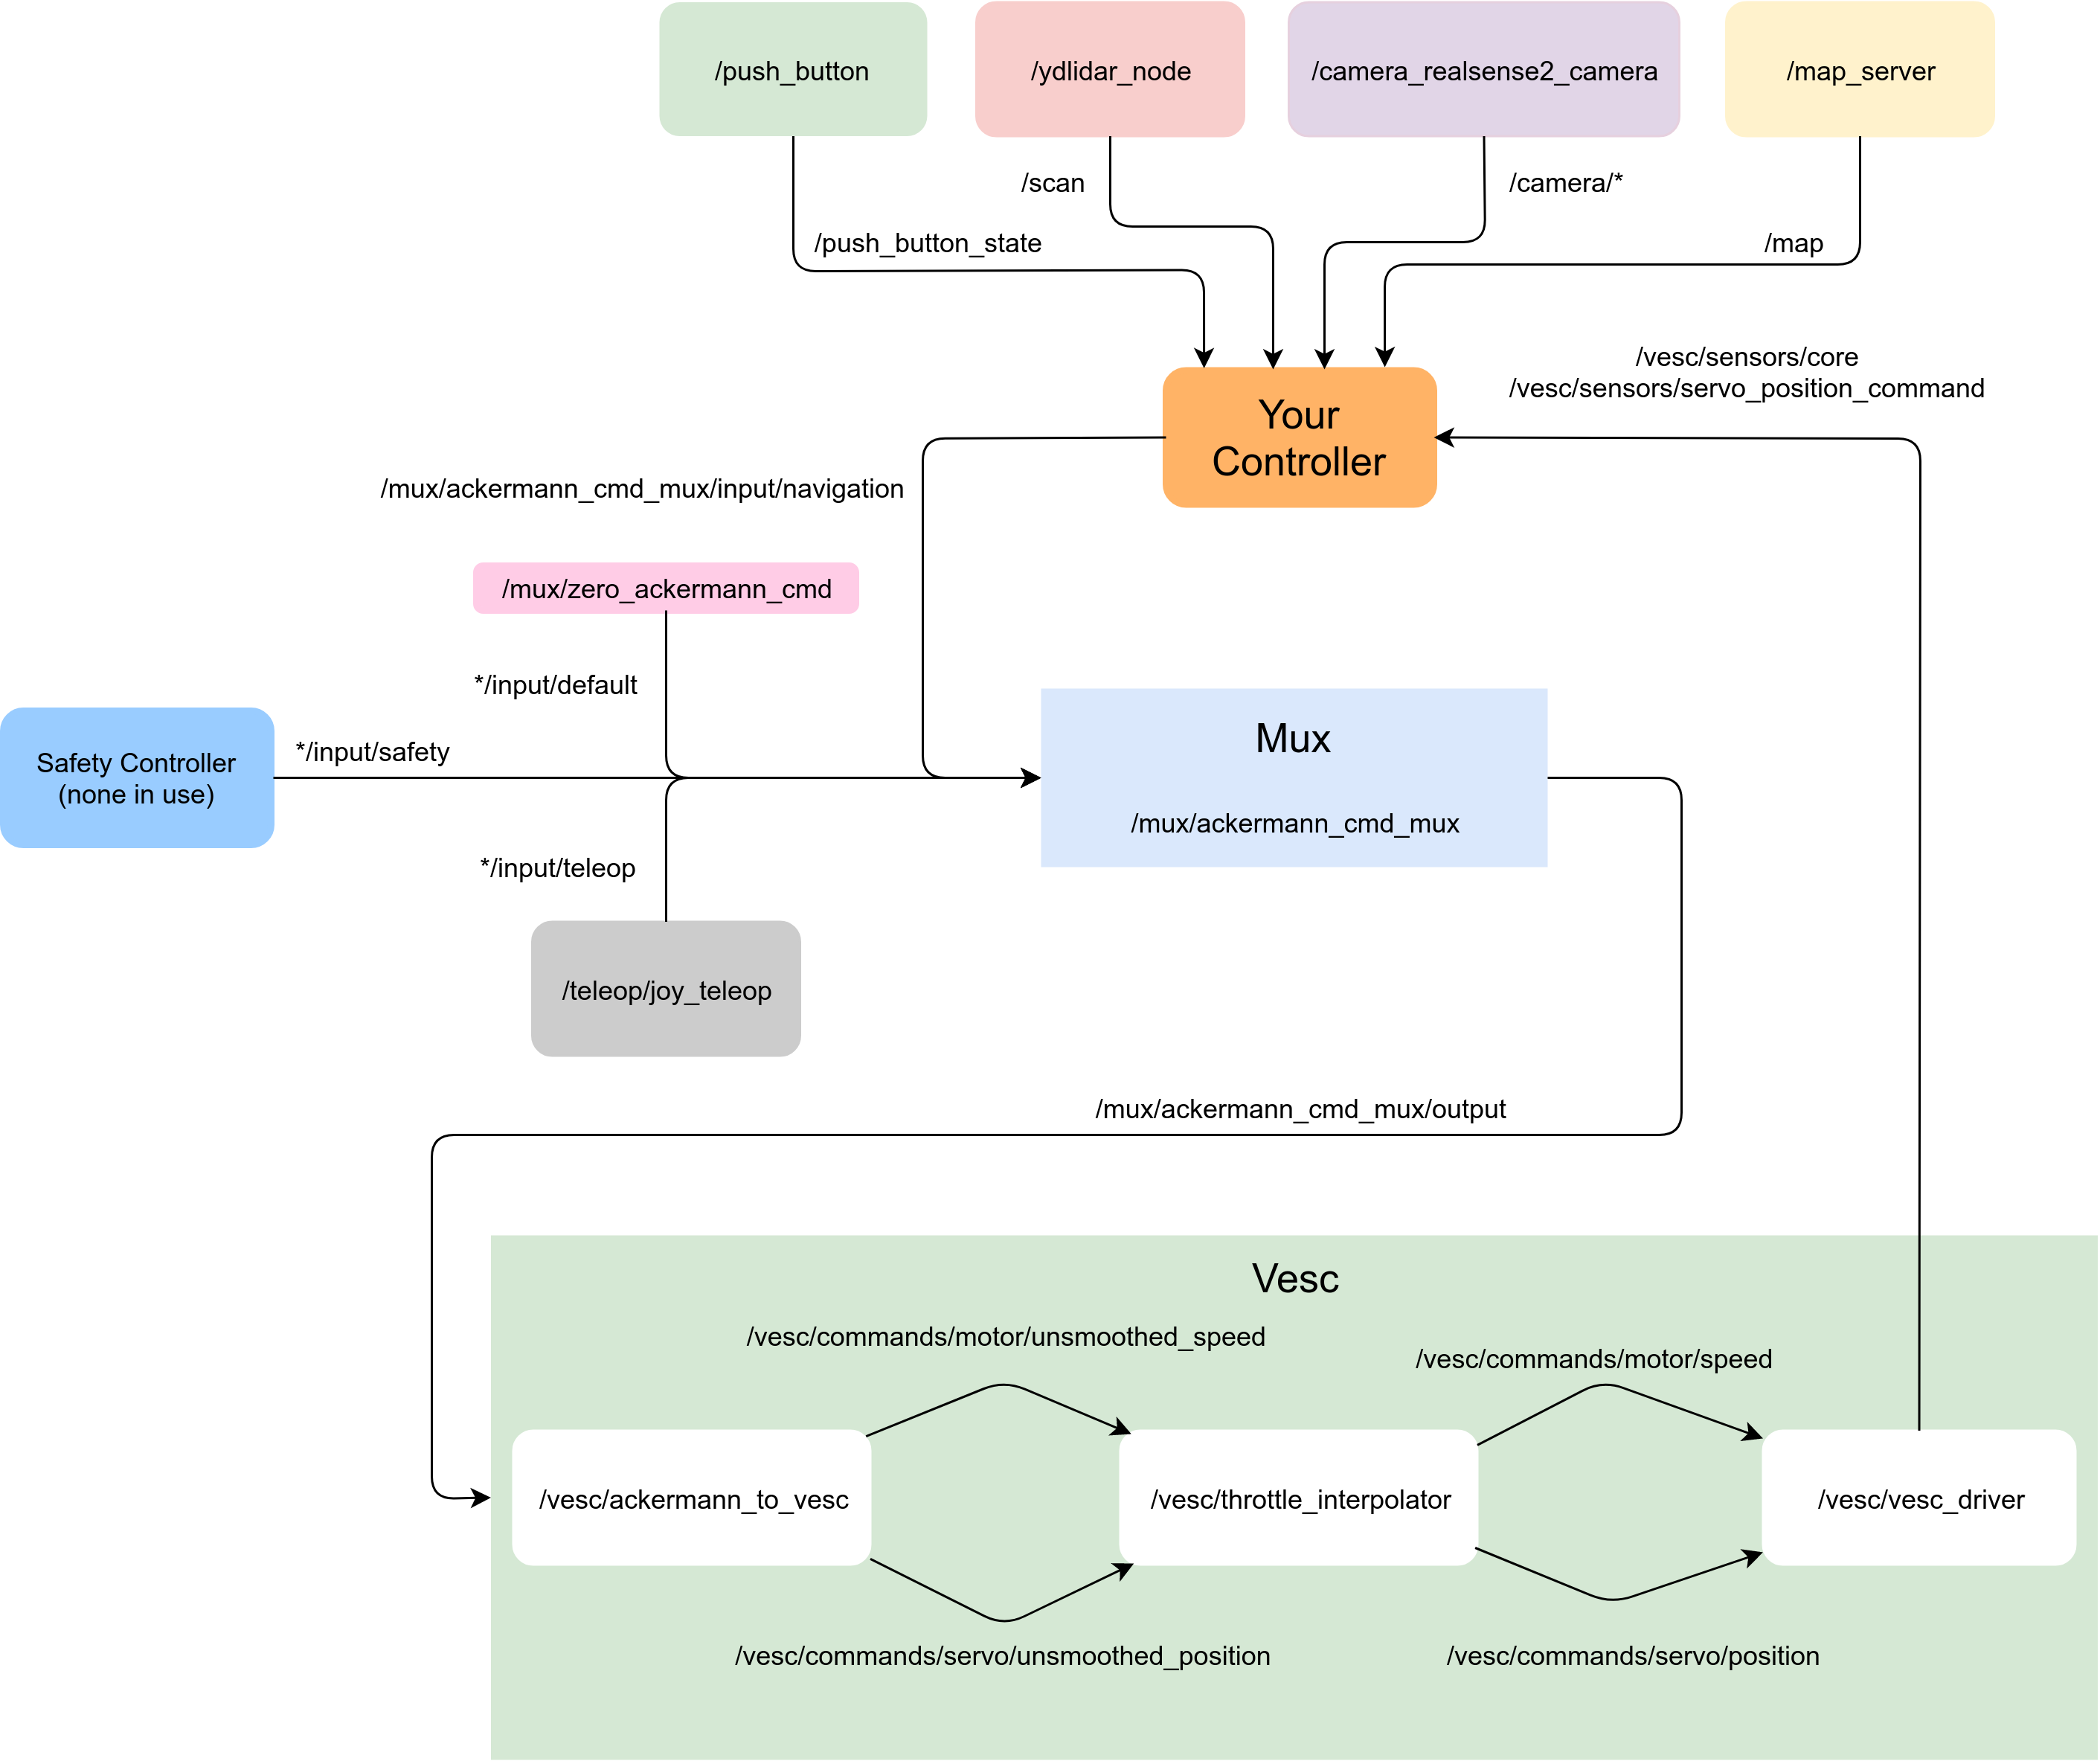 /push_button
/ydlidar_node
/camera_realsense2_camera
/map_server
/scan
/camera/*
/push_button_state
/map
/vesc/sensors/core
/vesc/sensors/servo_position_command
Your
Controller
/mux/ackermann_cmd_mux/input/navigation
/mux/zero_ackermann_cmd
*/input/default
Safety Controller
(none in use)
*/input/safety
Mux
/mux/ackermann_cmd_mux
*/input/teleop
/teleop/joy_teleop
/mux/ackermann_cmd_mux/output
Vesc
/vesc/commands/motor/unsmoothed_speed
/vesc/commands/motor/speed
/vesc/ackermann_to_vesc
/vesc/throttle_interpolator
/vesc/vesc_driver
/vesc/commands/servo/unsmoothed_position
/vesc/commands/servo/position